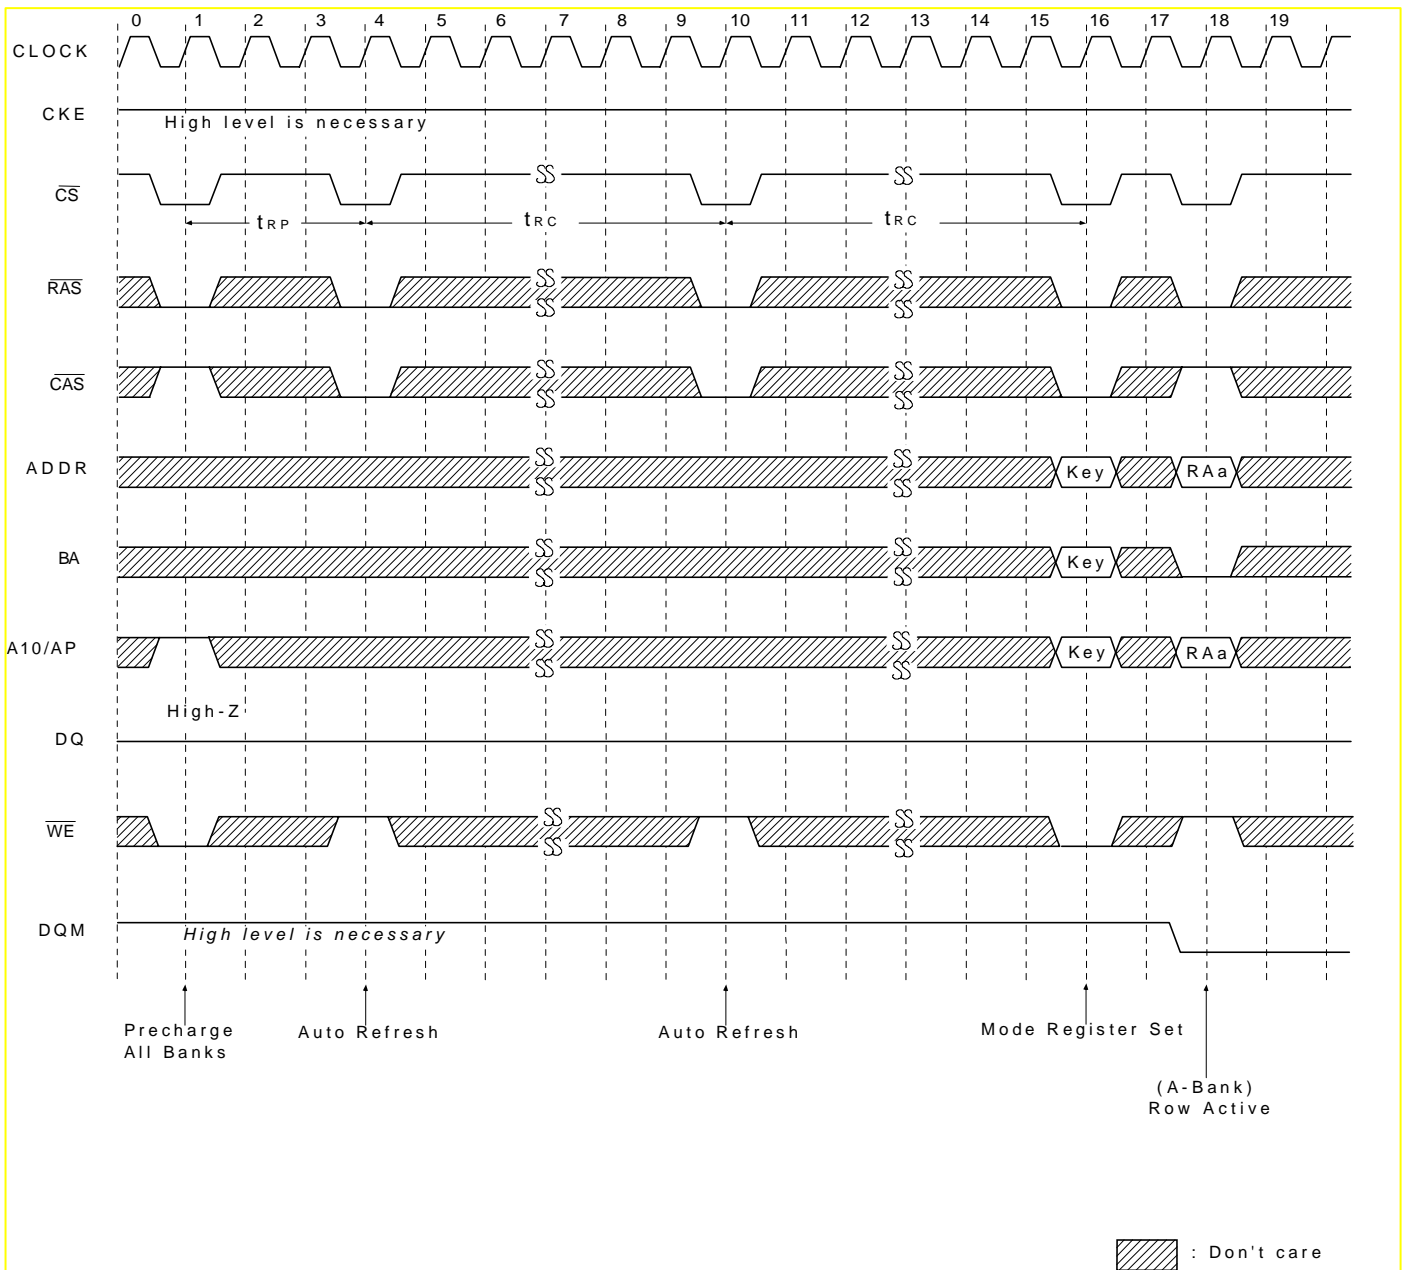 0 1 2 3 4 5 6 7 8 9 10 11 12 13 14 15 16 17 18 19
CLOCK
CKE
High level is necessary
CS
tRP tRC tRC
RAS
CAS
ADDR Key RAa
BA Key
A10/AP Key RAa
High-Z
DQ
WE
DQM
High level is necessary
Precharge
All Banks
Auto Refresh
Auto Refresh
Mode Register Set
(A-Bank)
Row Active
: Don't care